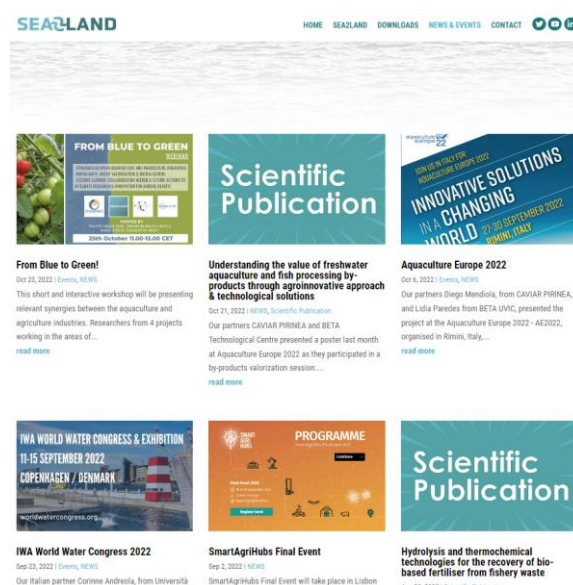 SEA2LAND
HOME SEA2LAND DOWNLOADS NEWS & EVENTS CONTACT
FROM BLUE TO GREEN
WEBINAR
25th October 11.00-12.00 CET
Scientific
Publication
aquaculture
europe 22
JOIN US IN ITALY FOR
AQUACULTURE EUROPE 2022
INNOVATIVE SOLUTIONS
IN A CHANGING
WORLD 27-30 SEPTEMBER 2022
RIMINI, ITALY
From Blue to Green!
Oct 23, 2022 | Events, NEWS
This short and interactive workshop will be presenting
relevant synergies between the aquaculture and
agriculture industries. Researchers from 4 projects
working in the areas of...
read more
Understanding the value of freshwater
aquaculture and fish processing by-
products through agroinnovative approach
& technological solutions
Oct 21, 2022 | NEWS, Scientific Publication
Our partners CAVIAR PIRINEA and BETA
Technological Centre presented a poster last month
at Aquaculture Europe 2022 as they participated in a
by-products valorization session....
read more
Aquaculture Europe 2022
Oct 6, 2022 | Events, NEWS
Our partners Diego Mendiola, from CAVIAR PIRINEA,
and Lidia Paredes from BETA UVIC, presented the
project at the Aquaculture Europe 2022 - AE2022,
organised in Rimini, Italy,...
read more
IWA WORLD WATER CONGRESS & EXHIBITION
11-15 SEPTEMBER 2022
COPENHAGEN / DENMARK
worldwatercongress.org
SMART
AGRI
HUBS
PROGRAMME
Continue
Final Event 2022
Register here!
Scientific
Publication
IWA World Water Congress 2022
Sep 23, 2022 | Events, NEWS
Our Italian partner Corinne Andreola, from Università
SmartAgriHubs Final Event
Sep 2, 2022 | NEWS
SmartAgriHubs Final Event will take place in Lisbon
Hydrolysis and thermochemical
technologies for the recovery of bio-
based fertiliser from fishery waste